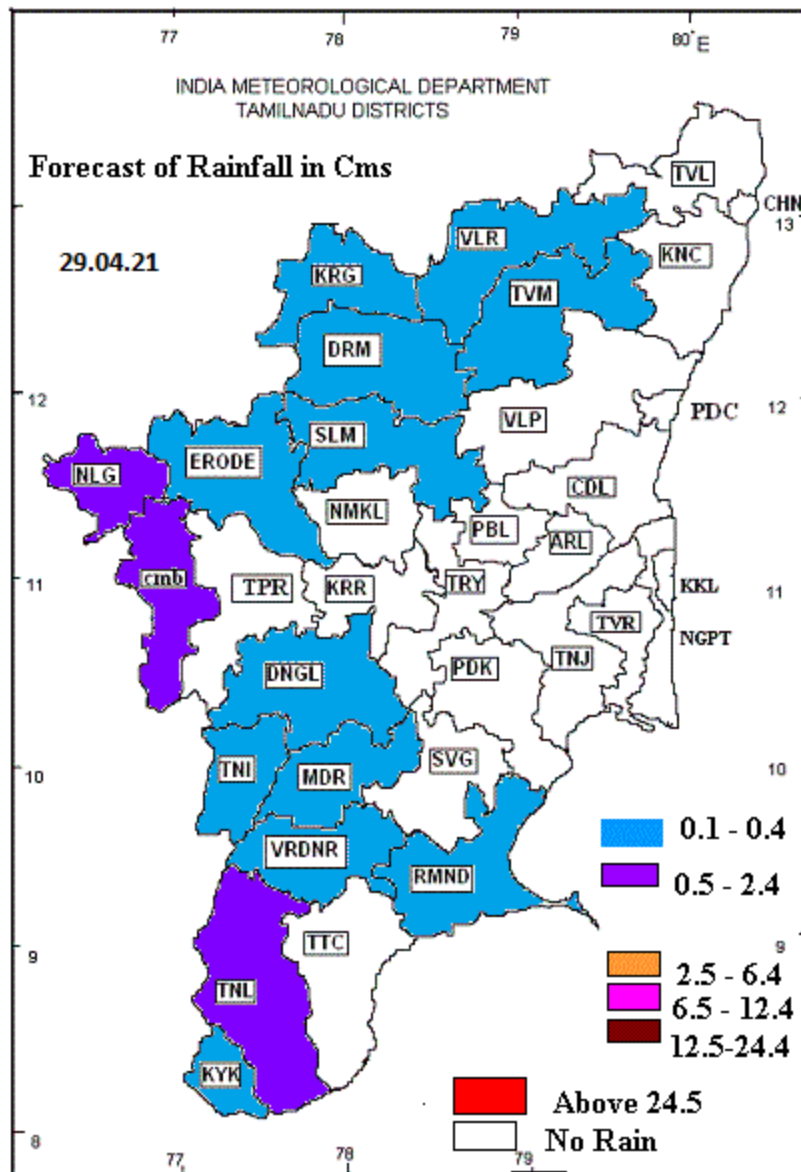 77 78 79 80°E
INDIA METEOROLOGICAL DEPARTMENT
TAMILNADU DISTRICTS
Forecast of Rainfall in Cms
TVL
CHN
13
VLR
KNC
29.04.21
KRG
TVM
DRM
12
12
PDC
VLP
SLM
ERODE
NLG
CDL
NMKL
PBL
ARL
11
cmb
TPR
KRR
TRY
KKL
11
TVR
NGPT
DNGL
PDK
TNJ
10
TNI
MDR
SVG
10
0.1 - 0.4
VRDNR
RMND
0.5 - 2.4
9
TTC
9
TNL
2.5 - 6.4
6.5 - 12.4
12.5-24.4
KYK
Above 24.5
8
No Rain
77 78 79